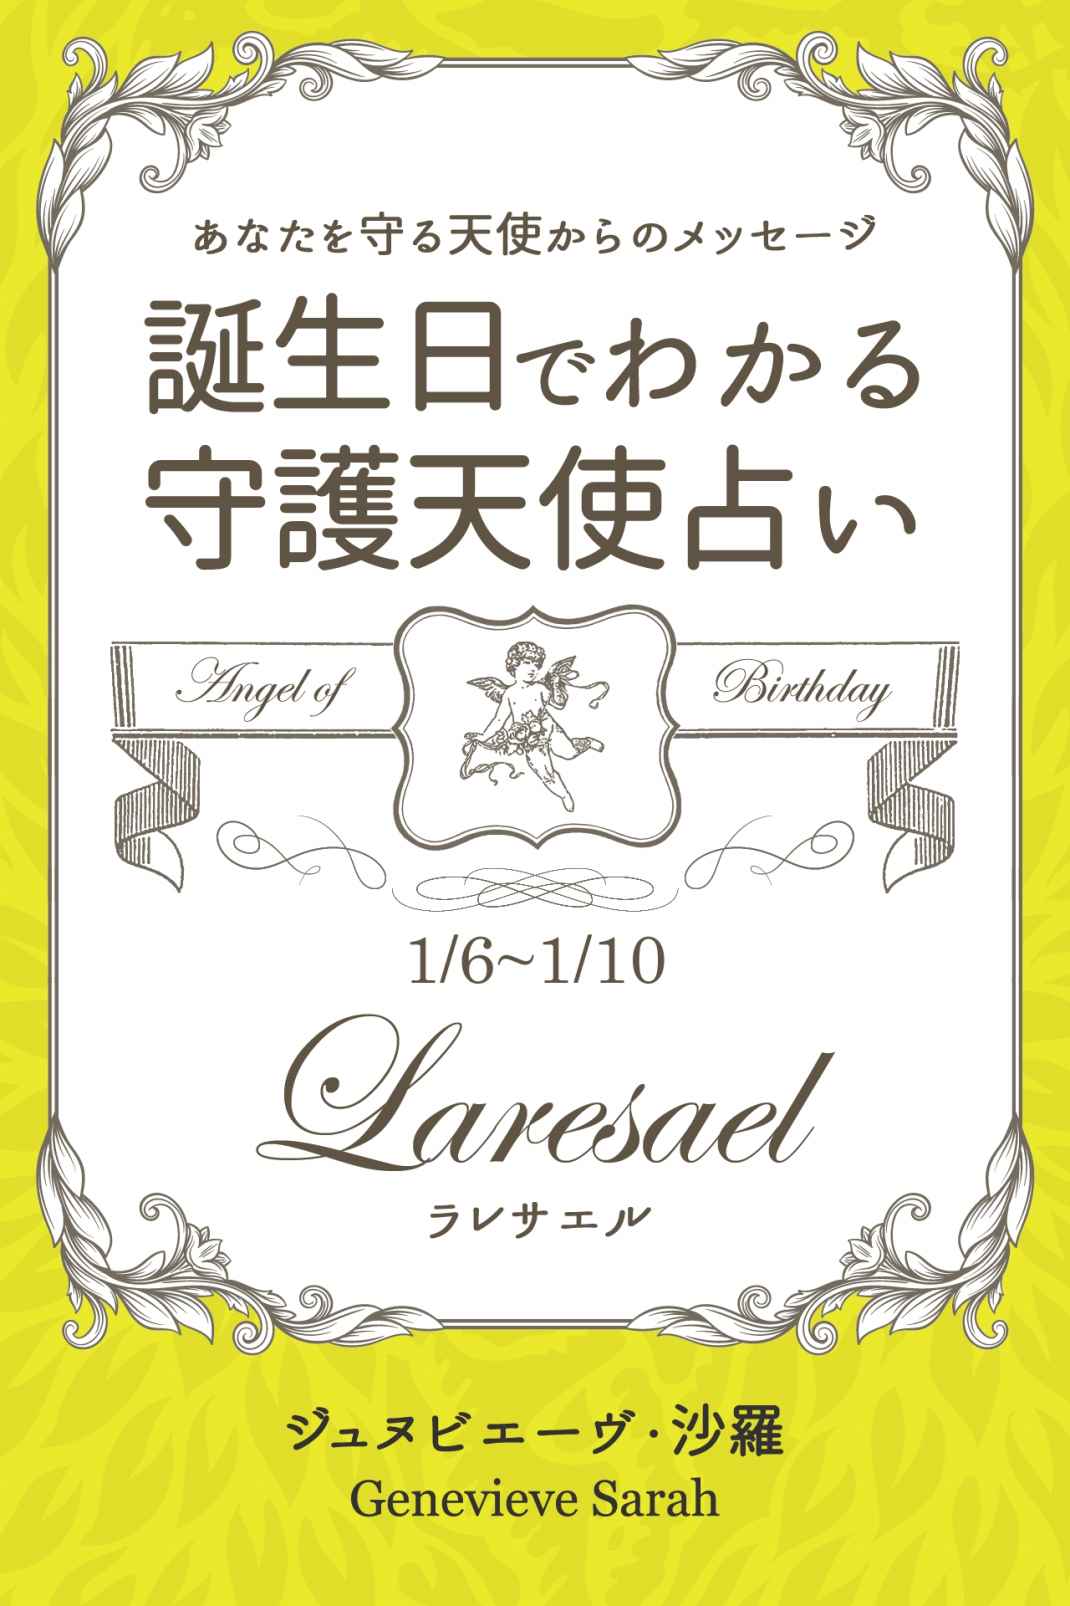 あなたを守る天使からのメッセージ
誕生日でわかる
守護天使占い
Angel of Birthday
1/6~1/10
Laresael
ラレサエル
ジュヌビエーヴ・沙羅
Genevieve Sarah